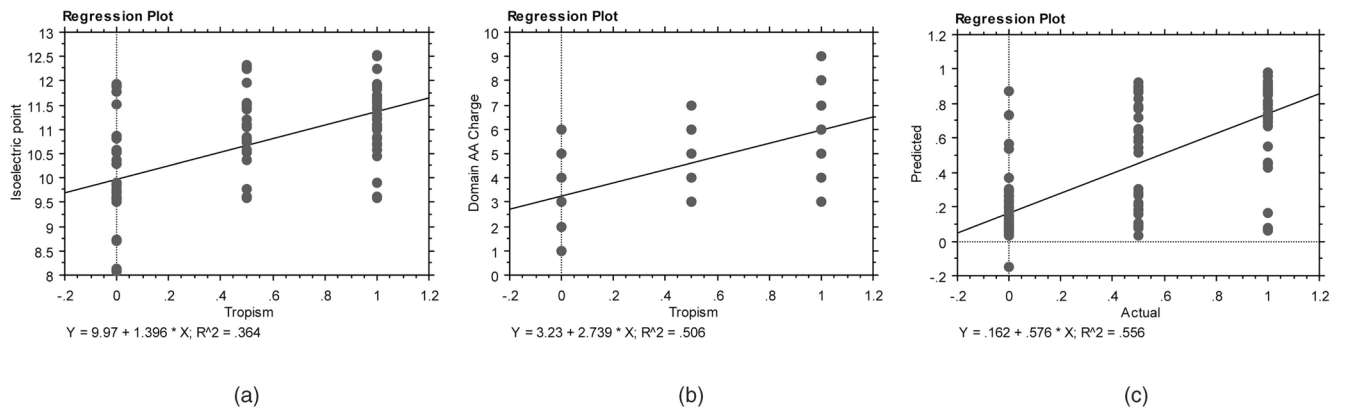 Regression Plot
13
12.5
12
11.5
11
10.5
10
9.5
9
8.5
8
Isoelectric point
-.2 0 .2 .4 .6 .8 1 1.2
Tropism
Y = 9.97 + 1.396 * X; R^2 = .364
(a)
Regression Plot
10
9
8
7
6
5
4
3
2
1
0
Domain AA Charge
-.2 0 .2 .4 .6 .8 1 1.2
Tropism
Y = 3.23 + 2.739 * X; R^2 = .506
(b)
Regression Plot
1.2
1
.8
.6
.4
.2
0
-.2
Predicted
-.2 0 .2 .4 .6 .8 1 1.2
Actual
Y = .162 + .576 * X; R^2 = .556
(c)